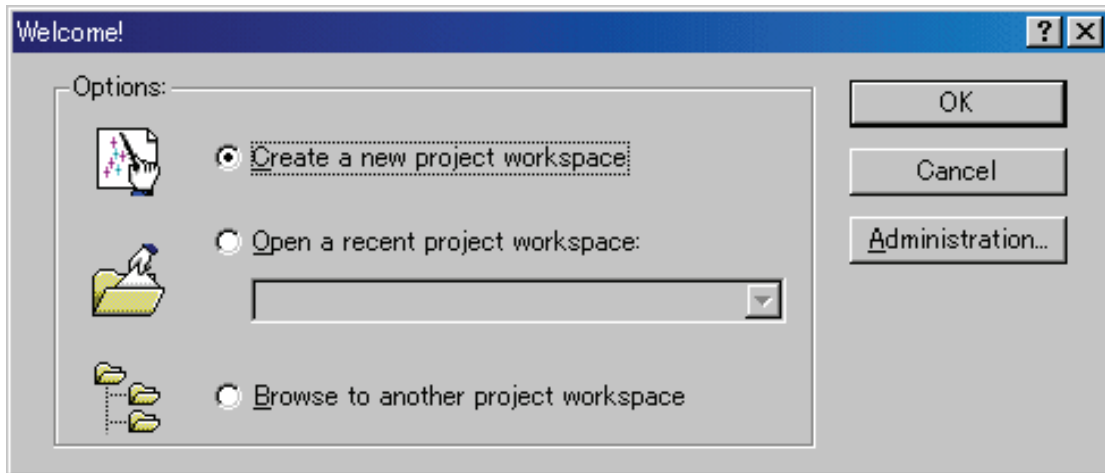 Welcome!
Options:
Create a new project workspace
Open a recent project workspace:
Browse to another project workspace
OK
Cancel
Administration...